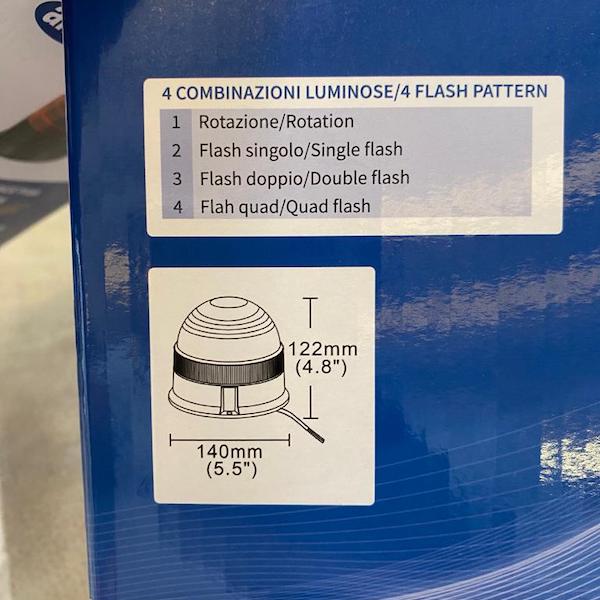 4 COMBINAZIONI LUMINOSE/4 FLASH PATTERN
1 Rotazione/Rotation
2 Flash singolo/Single flash
3 Flash doppio/Double flash
4 Flah quad/Quad flash
122mm
(4.8")
140mm
(5.5")